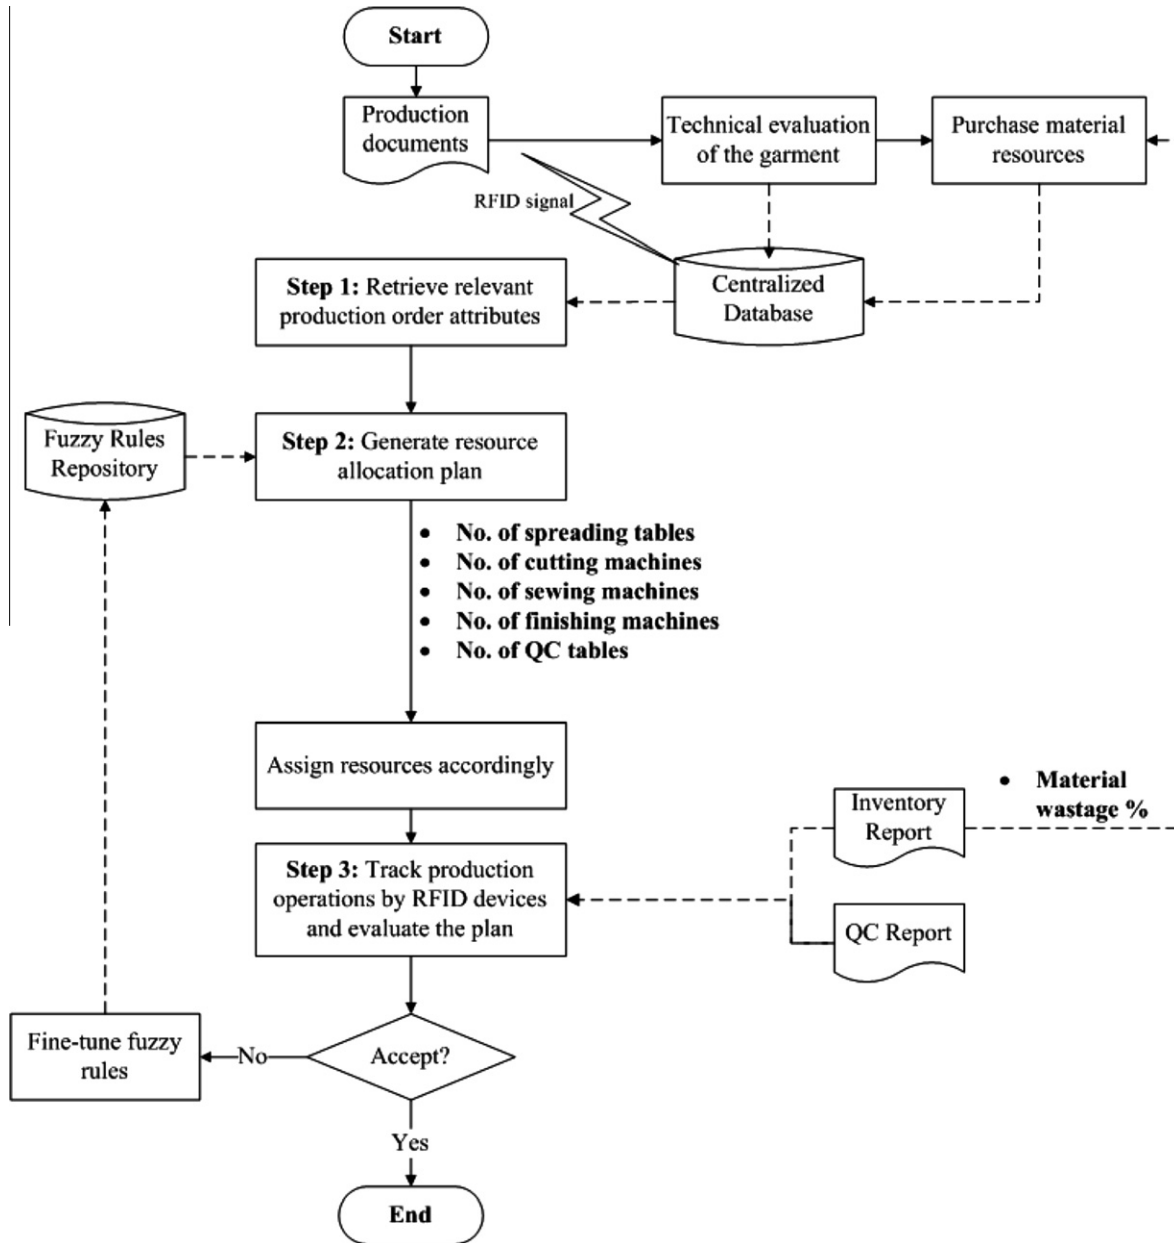 Start
Production
documents
Technical evaluation
of the garment
Purchase material
resources
RFID signal
Centralized
Database
Step 1: Retrieve relevant
production order attributes
Fuzzy Rules
Repository
Step 2: Generate resource
allocation plan
• No. of spreading tables
• No. of cutting machines
• No. of sewing machines
• No. of finishing machines
• No. of QC tables
Assign resources accordingly
Inventory
Report
• Material
wastage %
Step 3: Track production
operations by RFID devices
and evaluate the plan
QC Report
Fine-tune fuzzy
rules
No
Accept?
Yes
End